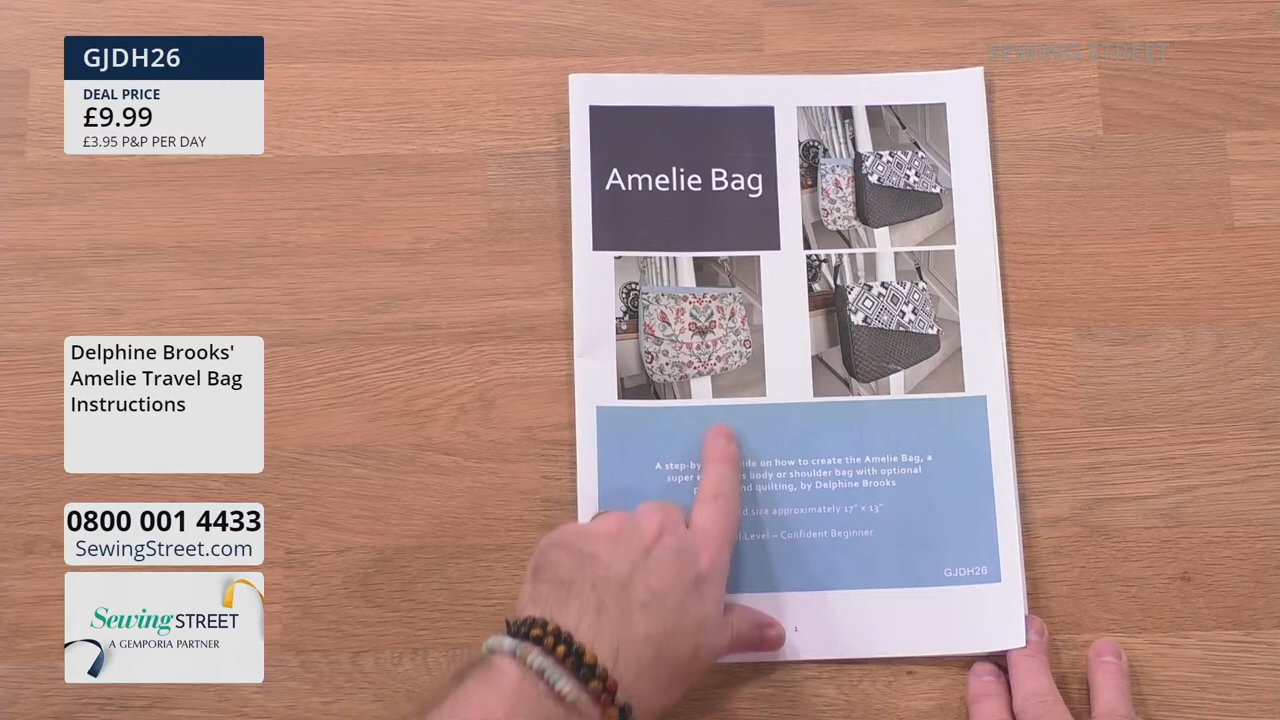 GJDH26
DEAL PRICE
£9.99
£3.95 P&P PER DAY
Delphine Brooks'
Amelie Travel Bag
Instructions
0800 001 4433
SewingStreet.com
Sewing STREET
A GEMPORIA PARTNER
SEWING STREET
Amelie Bag
A step-by on how to create the Amelie Bag, a
super body or shoulder bag with optional
quilting, by Delphine Brooks
size approximately 17" x 13"
Level – Confident Beginner
GJDH26
1